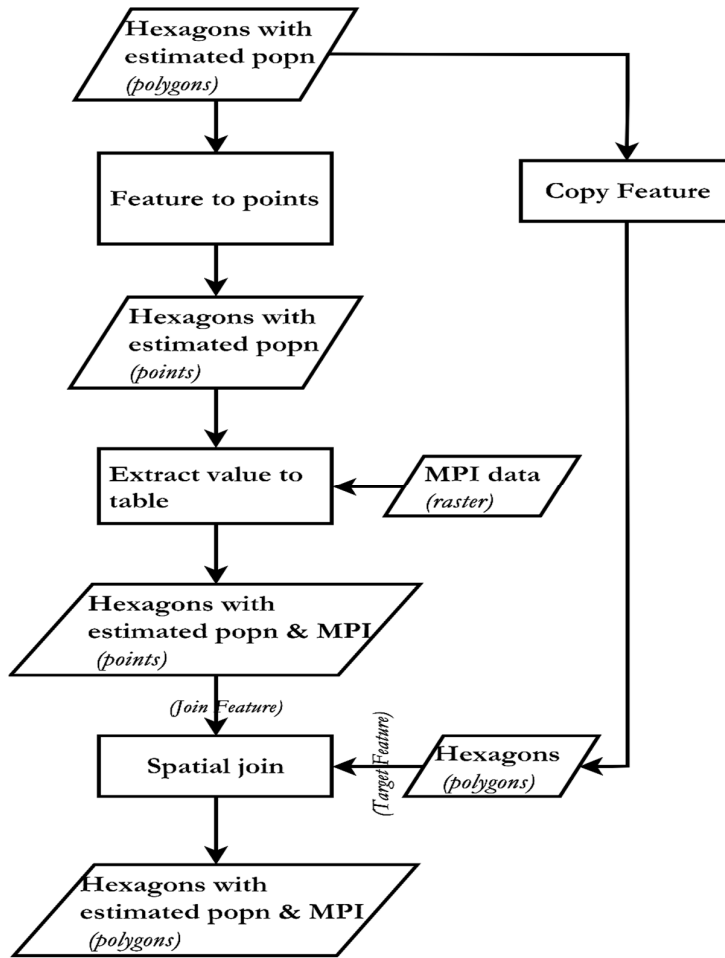 Hexagons with
estimated popn
(polygons)
Feature to points
Copy Feature
Hexagons with
estimated popn
(points)
Extract value to
table
MPI data
(raster)
Hexagons with
estimated popn & MPI
(points)
(Join Feature)
Spatial join
(Target Feature)
Hexagons
(polygons)
Hexagons with
estimated popn & MPI
(polygons)